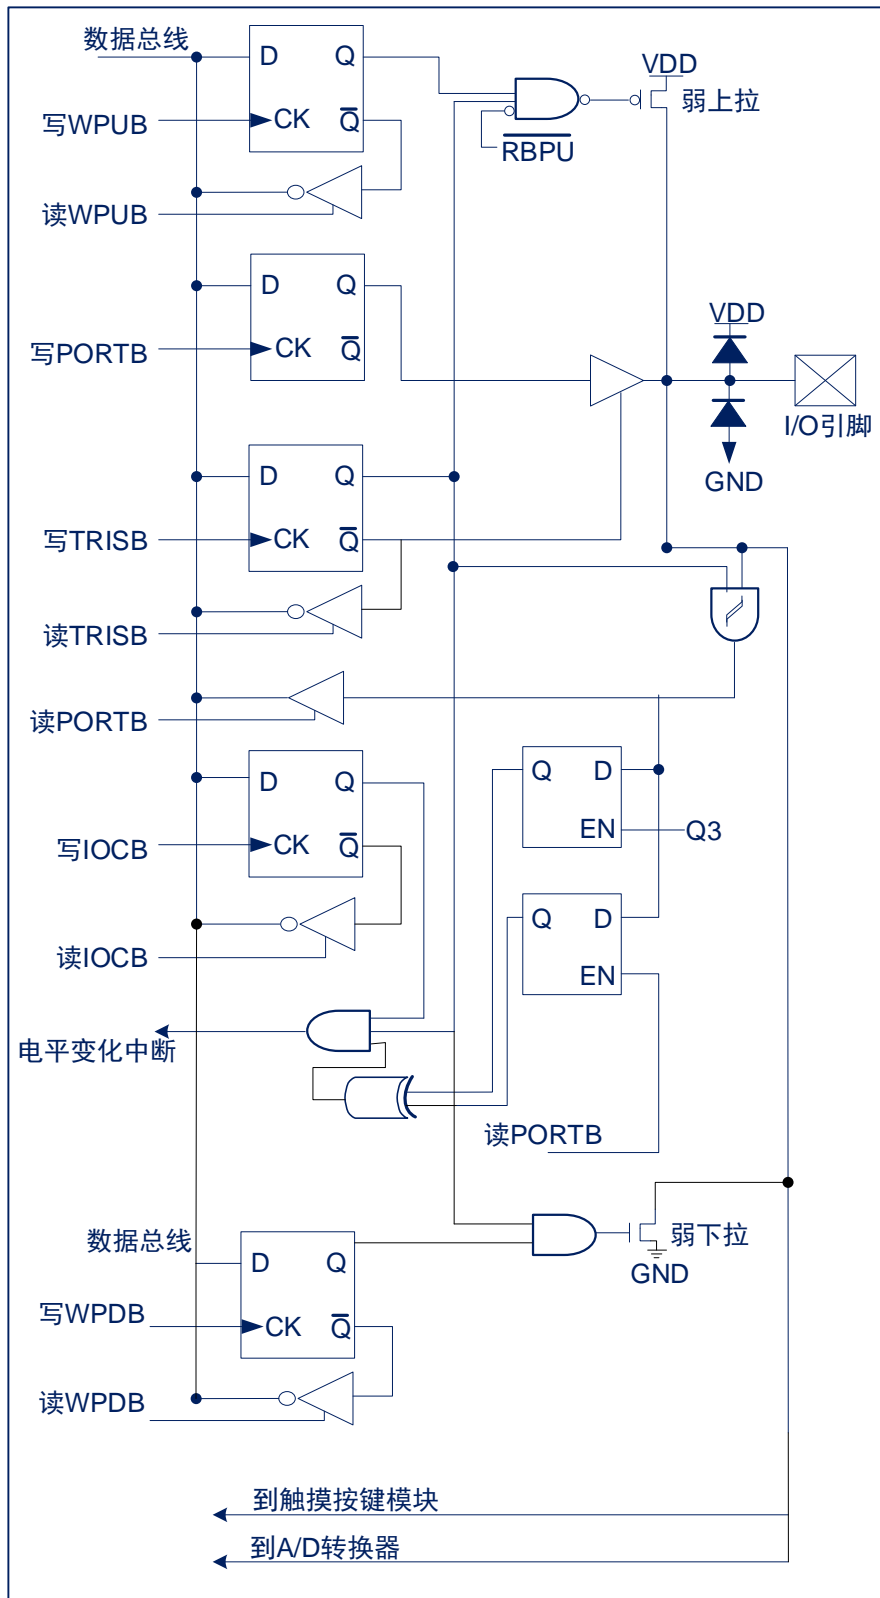 数据总线
D Q
写WPUB
CK Q
RBPU
VDD
弱上拉
读WPUB
D Q
写PORTB
CK Q
VDD
I/O引脚
GND
D Q
写TRISB
CK Q
读TRISB
读PORTB
D Q
写IOCB
CK Q
Q D
EN
Q3
读IOCB
Q D
EN
电平变化中断
读PORTB
数据总线
D Q
弱下拉
GND
写WPDB
CK Q
读WPDB
到触摸按键模块
到A/D转换器